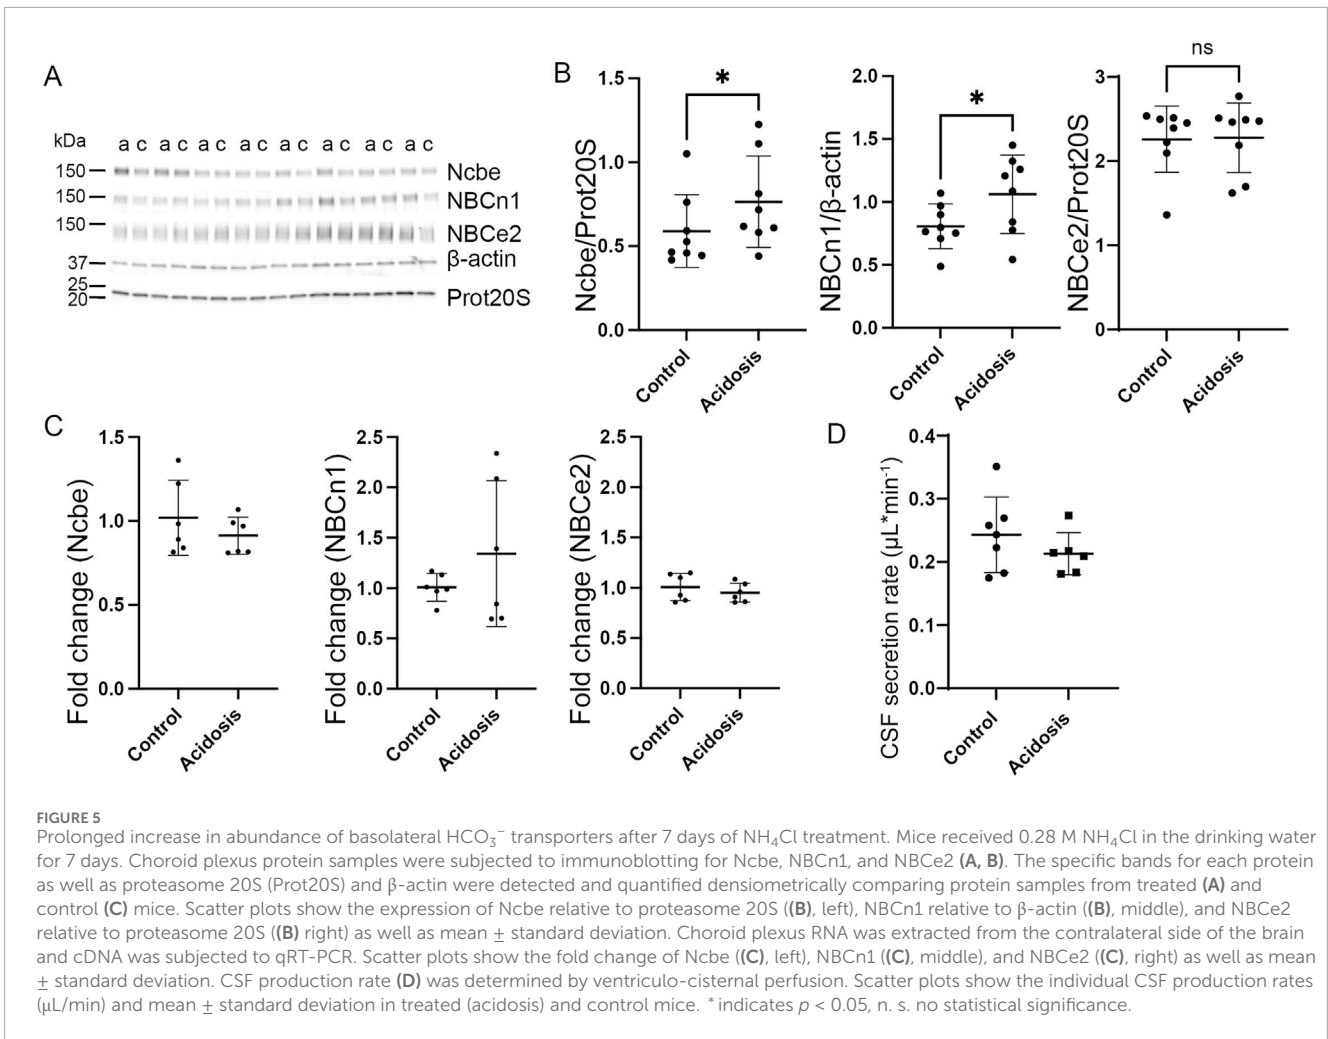 A
kDa
a c a c a c a c a c a c a c a c
150
Ncbe
150
NBCn1
150
NBCe2
37
β-actin
25
20
Prot20S
B
Ncbe/Prot20S
1.5
1.0
0.5
0.0
*
Control
Acidosis
NBCn1/β-actin
2.0
1.5
1.0
0.5
0.0
*
Control
Acidosis
NBCe2/Prot20S
3
2
1
0
ns
Control
Acidosis
C
Fold change (Ncbe)
1.5
1.0
0.5
0.0
Control
Acidosis
Fold change (NBCn1)
2.5
2.0
1.5
1.0
0.5
0.0
Control
Acidosis
Fold change (NBCe2)
2.5
2.0
1.5
1.0
0.5
0.0
Control
Acidosis
D
CSF secretion rate (µL*min⁻¹)
0.4
0.3
0.2
0.1
0.0
Control
Acidosis
FIGURE 5
Prolonged increase in abundance of basolateral HCO₃⁻ transporters after 7 days of NH₄Cl treatment. Mice received 0.28 M NH₄Cl in the drinking water
for 7 days. Choroid plexus protein samples were subjected to immunoblotting for Ncbe, NBCn1, and NBCe2 (A, B). The specific bands for each protein
as well as proteasome 20S (Prot20S) and β-actin were detected and quantified densiometrically comparing protein samples from treated (A) and
control (C) mice. Scatter plots show the expression of Ncbe relative to proteasome 20S ((B), left), NBCn1 relative to β-actin ((B), middle), and NBCe2
relative to proteasome 20S ((B) right) as well as mean ± standard deviation. Choroid plexus RNA was extracted from the contralateral side of the brain
and cDNA was subjected to qRT-PCR. Scatter plots show the fold change of Ncbe ((C), left), NBCn1 ((C), middle), and NBCe2 ((C), right) as well as mean
± standard deviation. CSF production rate (D) was determined by ventriculo-cisternal perfusion. Scatter plots show the individual CSF production rates
(μL/min) and mean ± standard deviation in treated (acidosis) and control mice. * indicates p < 0.05, n. s. no statistical significance.